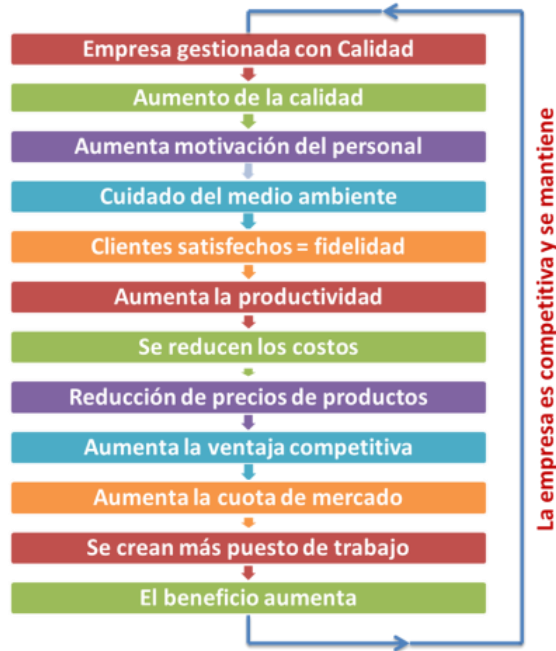 Empresa gestionada con Calidad
Aumento de la calidad
Aumenta motivación del personal
Cuidado del medio ambiente
Clientes satisfechos = fidelidad
Aumenta la productividad
Se reducen los costos
Reducción de precios de productos
Aumenta la ventaja competitiva
Aumenta la cuota de mercado
Se crean más puesto de trabajo
El beneficio aumenta
La empresa es competitiva y se mantiene